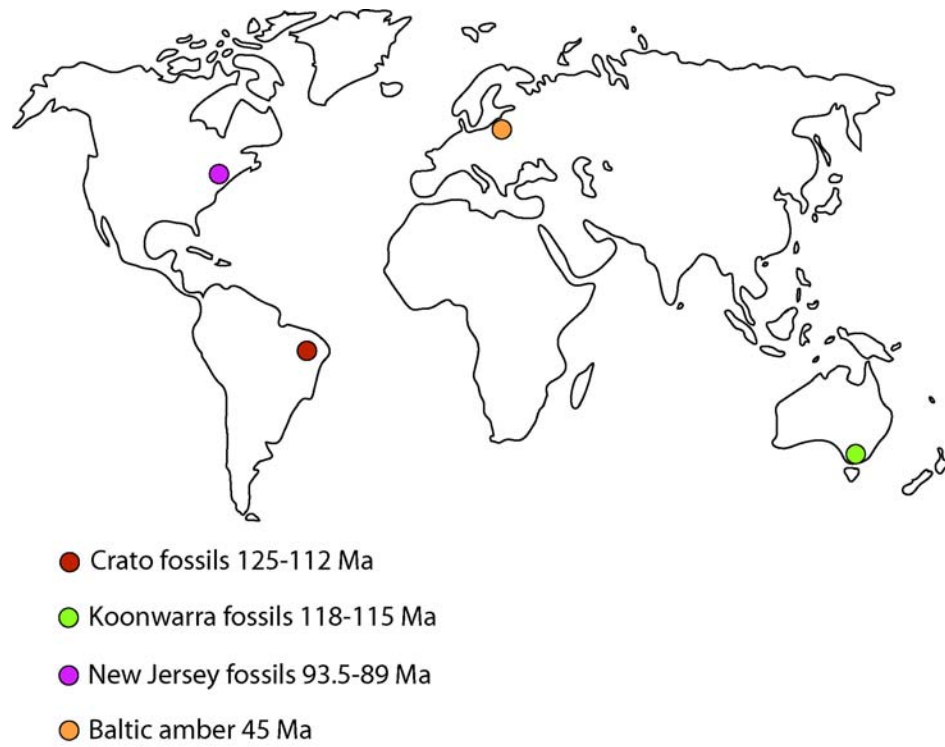 Crato fossils 125-112 Ma
Koonwarra fossils 118-115 Ma
New Jersey fossils 93.5-89 Ma
Baltic amber 45 Ma